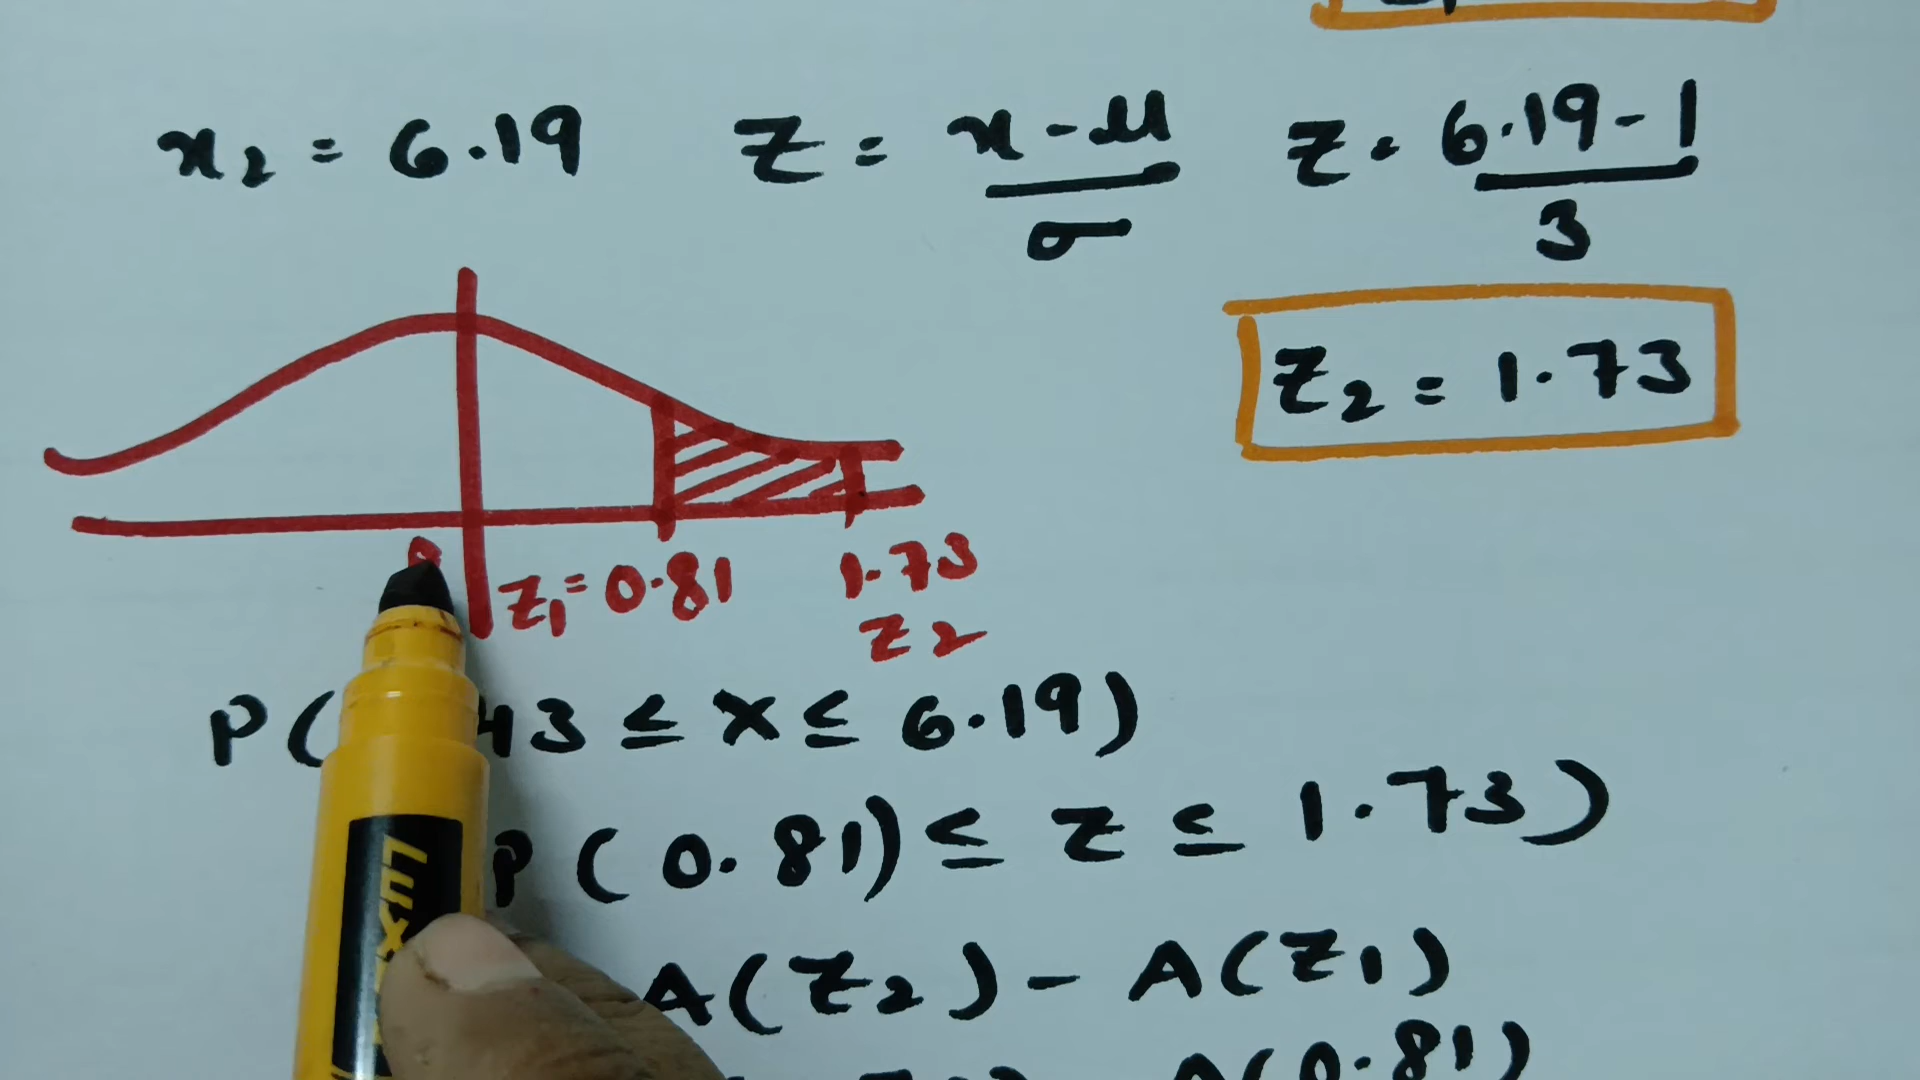 x₂ = 6.19 Z = x - μ / σ Z = 6.19 - 1 / 3
Z₂ = 1.73
Z₁ = 0.81 1.73
Z 2
P( 43 ≤ x ≤ 6.19)
P(0.81) ≤ Z ≤ 1.73)
A(Z₂) - A(Z1)
A(0.81)